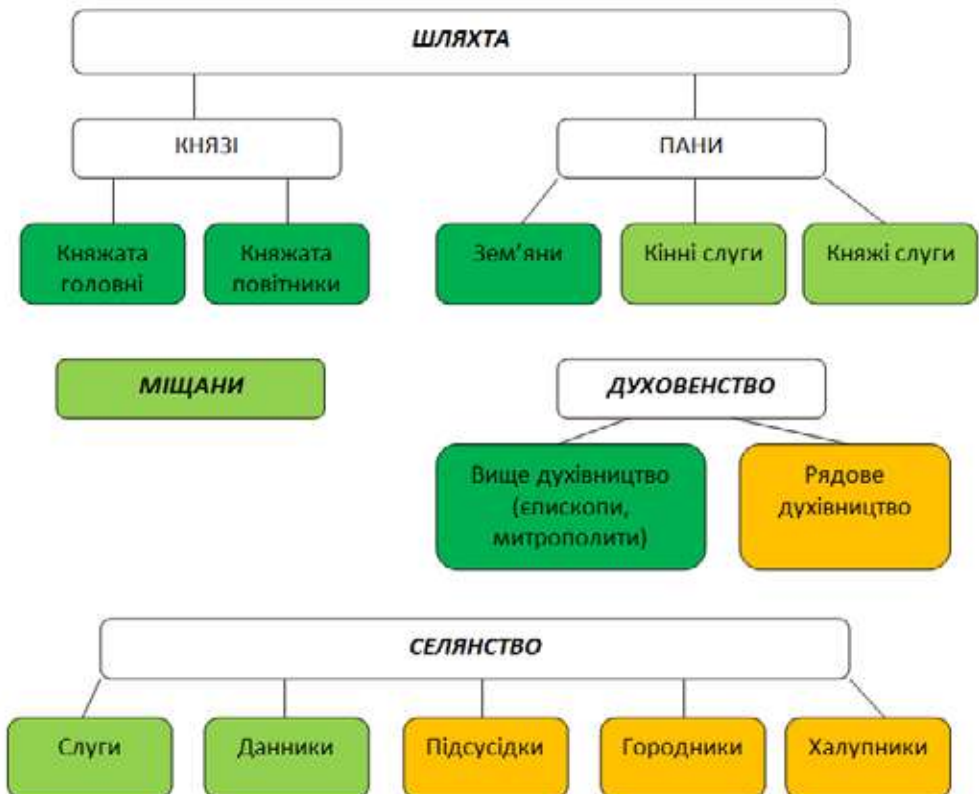 ШЛЯХТА
КНЯЗІ
ПАНИ
Княжата
головні
Княжата
повітники
Зем’яни
Кінні слуги
Княжі слуги
МІЩАНИ
ДУХОВЕНСТВО
Вище духівництво
(єпископи,
митрополити)
Рядове
духівництво
СЕЛЯНСТВО
Слуги
Данники
Підсусідки
Городники
Халупники